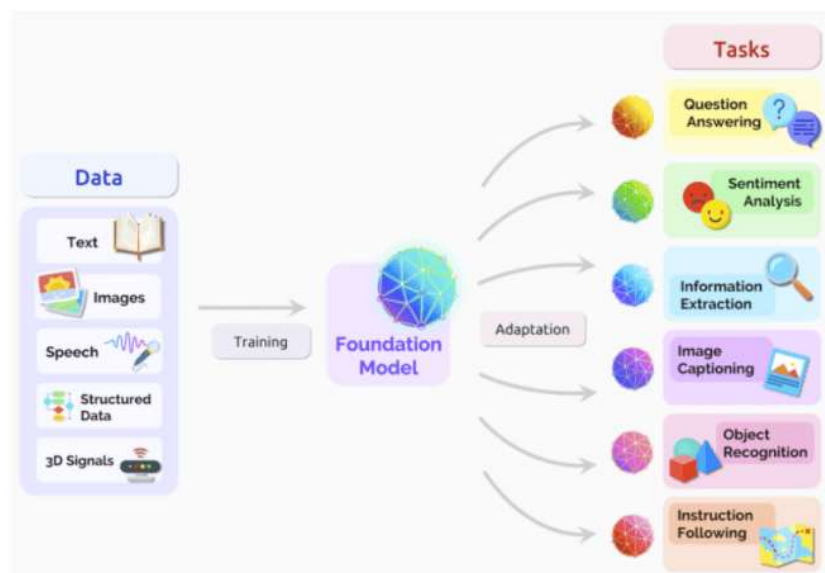 Data
Text
Images
Speech
Structured
Data
3D Signals
Training
Foundation
Model
Adaptation
Tasks
Question
Answering
Sentiment
Analysis
Information
Extraction
Image
Captioning
Object
Recognition
Instruction
Following